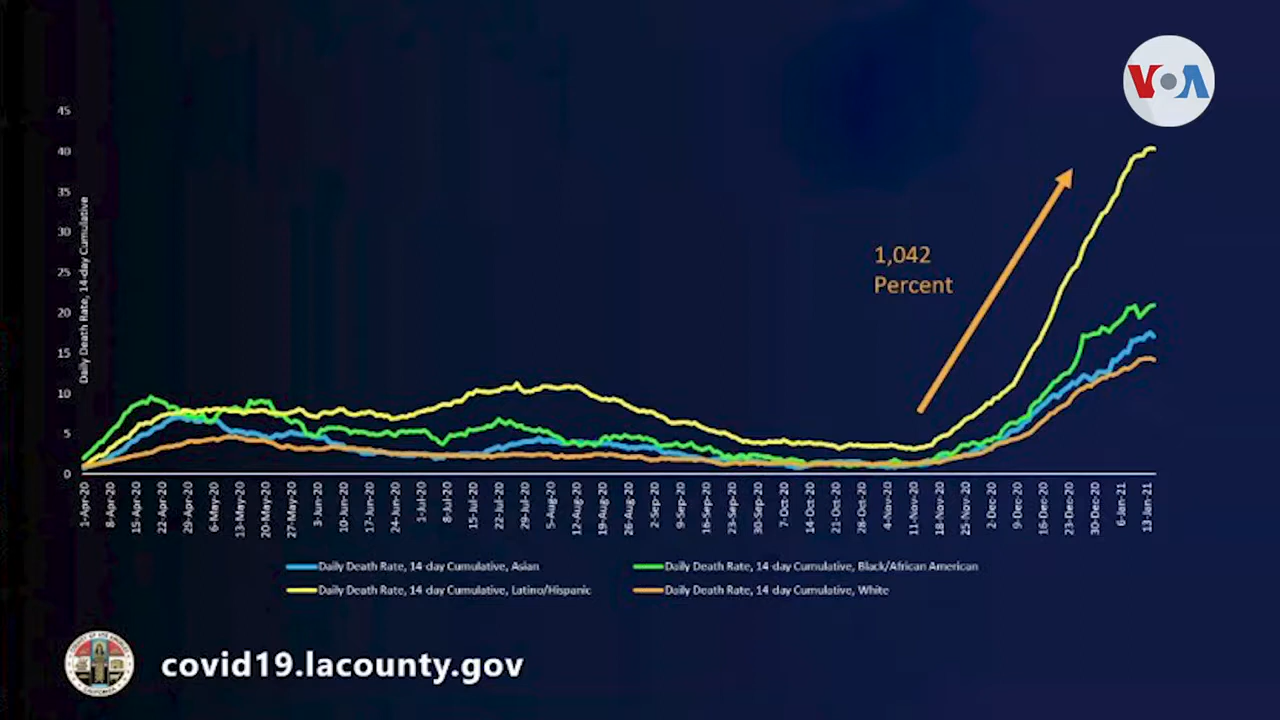 VOA
45
40
35
30
25
20
15
10
5
0
Daily Death Rate, 14-day Cumulative
1,042
Percent
1-Apr-20
8-Apr-20
15-Apr-20
22-Apr-20
29-Apr-20
6-May-20
13-May-20
20-May-20
27-May-20
3-Jun-20
10-Jun-20
17-Jun-20
24-Jun-20
1-Jul-20
8-Jul-20
15-Jul-20
22-Jul-20
29-Jul-20
5-Aug-20
12-Aug-20
19-Aug-20
26-Aug-20
2-Sep-20
9-Sep-20
16-Sep-20
23-Sep-20
30-Sep-20
7-Oct-20
14-Oct-20
21-Oct-20
28-Oct-20
4-Nov-20
11-Nov-20
18-Nov-20
25-Nov-20
2-Dec-20
9-Dec-20
16-Dec-20
23-Dec-20
30-Dec-20
6-Jan-21
13-Jan-21
Daily Death Rate, 14-day Cumulative, Asian
Daily Death Rate, 14-day Cumulative, Black/African American
Daily Death Rate, 14-day Cumulative, Latino/Hispanic
Daily Death Rate, 14-day Cumulative, White
covid19.lacounty.gov